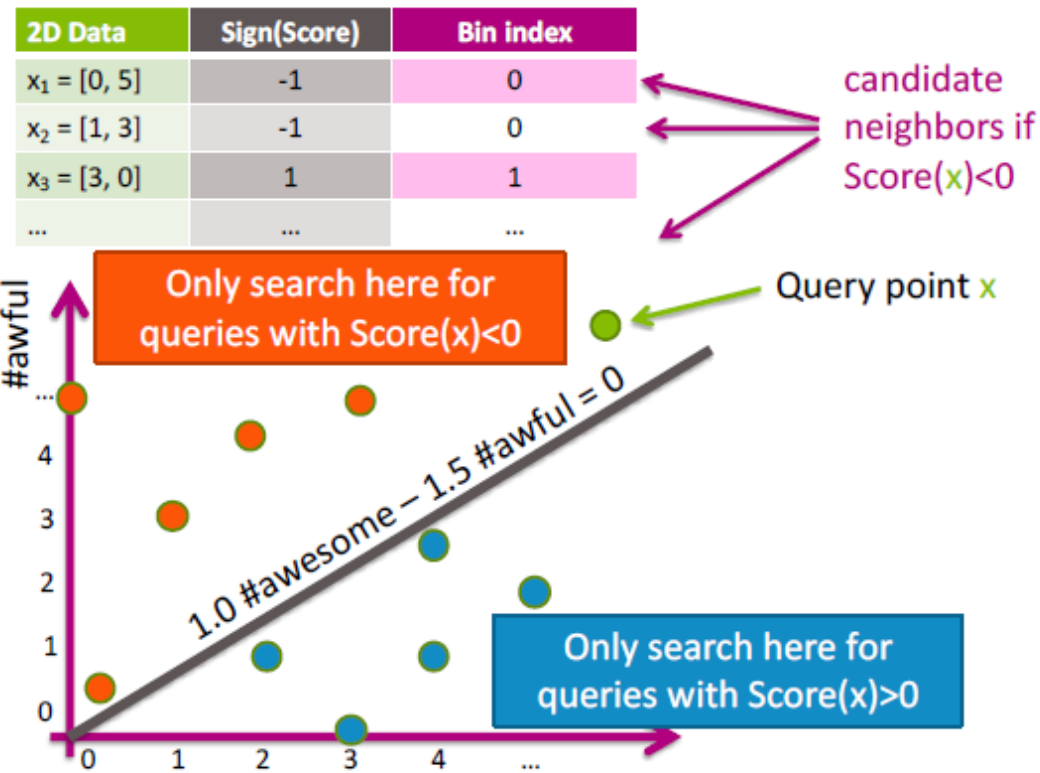 2D Data Sign(Score) Bin index
x₁ = [0, 5] -1 0
x₂ = [1, 3] -1 0
x₃ = [3, 0] 1 1
... ... ...
candidate
neighbors if
Score(x)<0
Only search here for
queries with Score(x)<0
Query point x
#awful
...
4
3
2
1
0
1.0 #awesome – 1.5 #awful = 0
Only search here for
queries with Score(x)>0
0 1 2 3 4 ...